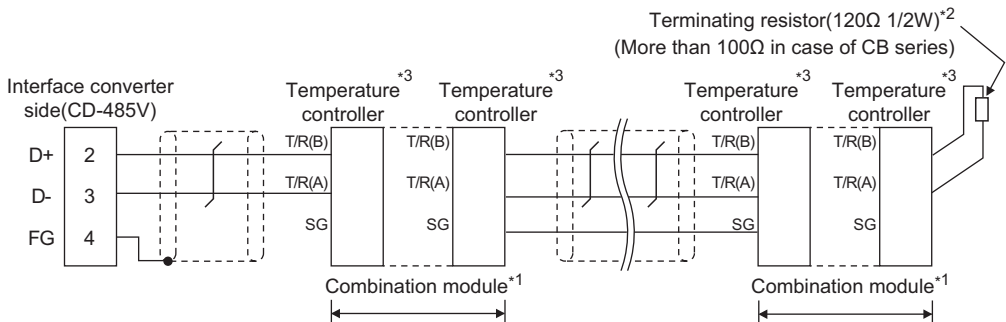 Terminating resistor(120Ω 1/2W)*2
(More than 100Ω in case of CB series)
Interface converter
side(CD-485V)
Temperature*3
controller
Temperature*3
controller
Temperature*3
controller
Temperature*3
controller
D+ 2 T/R(B) T/R(B) T/R(B) T/R(B)
D- 3 T/R(A) T/R(A) T/R(A) T/R(A)
FG 4 SG SG SG SG
Combination module*1 Combination module*1